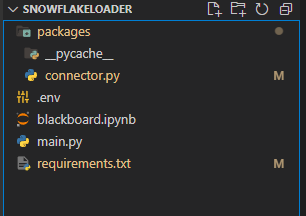 SNOWFLAKELOADER
packages
__pycache__
connector.py M
.env
blackboard.ipynb
main.py
requirements.txt M